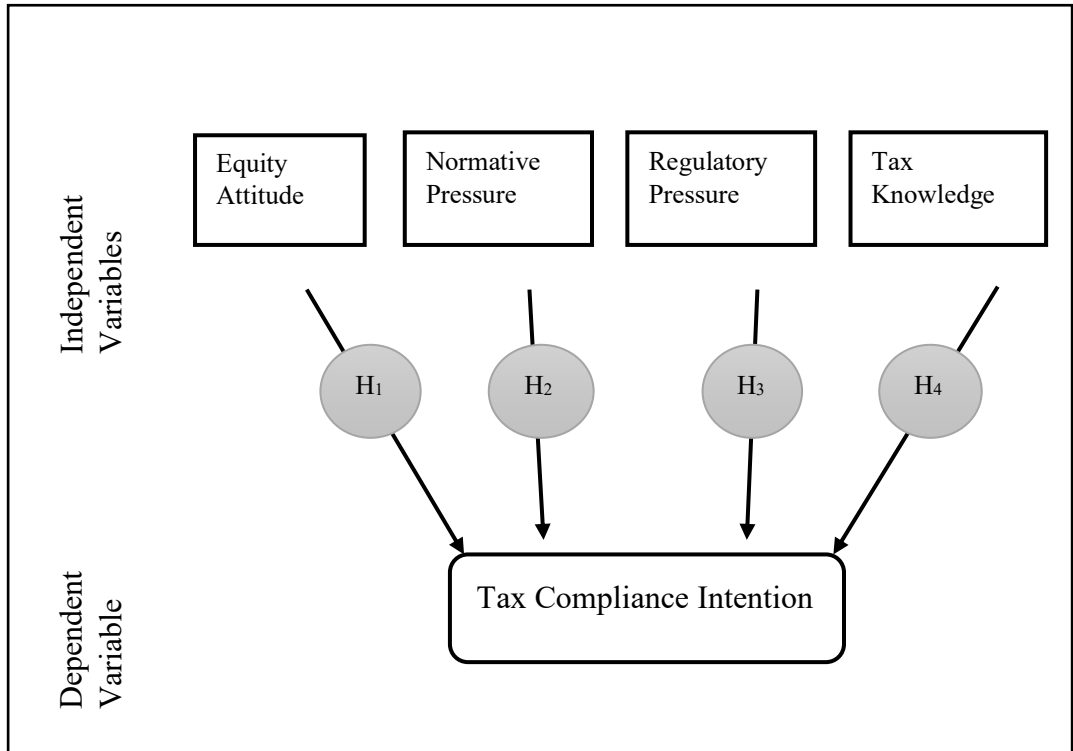 Independent
Variables
Equity
Attitude
Normative
Pressure
Regulatory
Pressure
Tax
Knowledge
H1
H2
H3
H4
Dependent
Variable
Tax Compliance Intention